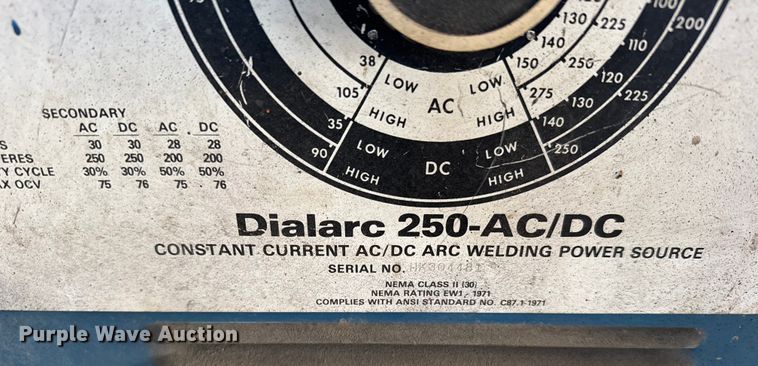 130 225 100 200
140 250 110
38 LOW LOW 150 120 225
105 HIGH AC HIGH 275 130
35 LOW DC LOW 140
90 HIGH HIGH 250
SECONDARY
AC DC AC DC
S 30 30 28 28
ERES 250 250 200 200
Y CYCLE 30% 30% 50% 50%
X OCV 75 76 75 76
Dialarc 250-AC/DC
CONSTANT CURRENT AC/DC ARC WELDING POWER SOURCE
SERIAL NO.
NEMA CLASS II (30)
NEMA RATING EW1 - 1971
COMPLIES WITH ANSI STANDARD NO. C87.1-1971
Purple Wave Auction